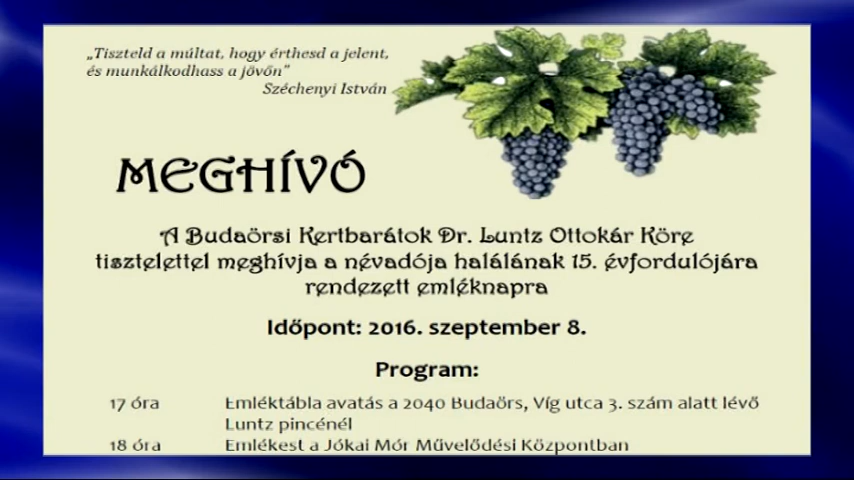 „Tiszteld a múltat, hogy érthesd a jelent,
és munkálkodhass a jövőn”
Széchenyi István
MEGHÍVÓ
A Budaörsi Kertbarátok Dr. Luntz Ottokár Köre
tisztelettel meghívja a névadója halálának 15. évfordulójára
rendezett emléknapra
Időpont: 2016. szeptember 8.
Program:
17 óra Emléktábla avatás a 2040 Budaörs, Víg utca 3. szám alatt lévő
Luntz pincénél
18 óra Emlékest a Jókai Mór Művelődési Központban